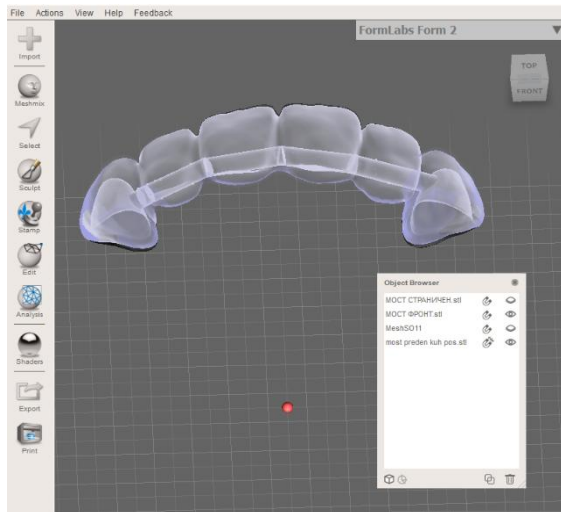 File Actions View Help Feedback
FormLabs Form 2
Import
Meshmix
Select
Sculpt
Stamp
Edit
Analysis
Shaders
Export
Print
TOP
FRONT
Object Browser
МОСТ СТРАНИЧЕН.stl
МОСТ ФРОНТ.stl
MeshSO11
most preden kuh pos.stl